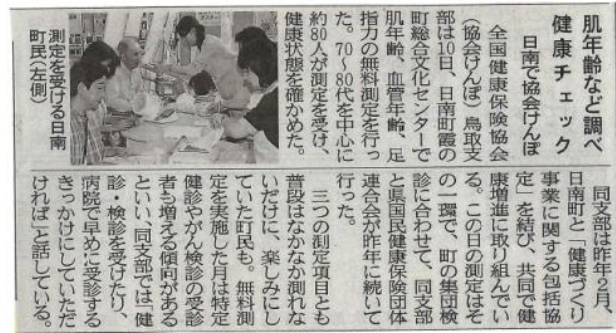 肌年齢など調べ
健康チェック
日南で協会けんぽ
全国健康保険協会
(協会けんぽ)鳥取支
部は10日、日南町霞の
町総合文化センターで
肌年齢、血管年齢、足
指力の無料測定を行っ
た。70~80代を中心に
約80人が測定を受け、
健康状態を確かめた。
測定を受ける日南
町民(左側)
同支部は昨年2月、
日南町と「健康づくり
事業に関する包括協
定」を結び、共同で健
康増進に取り組んでい
る。この日の測定はそ
の一環で、町の集団検
診に合わせて、同支部
と県国民健康保険団体
連合会が昨年に続いて
行った。
三つの測定項目とも
普段はなかなか測れな
いだけに、楽しみにし
ていた町民も。無料測
定を実施した月は特定
健診やがん検診の受診
者も増える傾向がある
といい、同支部では「健
診・検診を受けたり、
病院で早めに受診する
きっかけにしていただ
ければ」と話している。